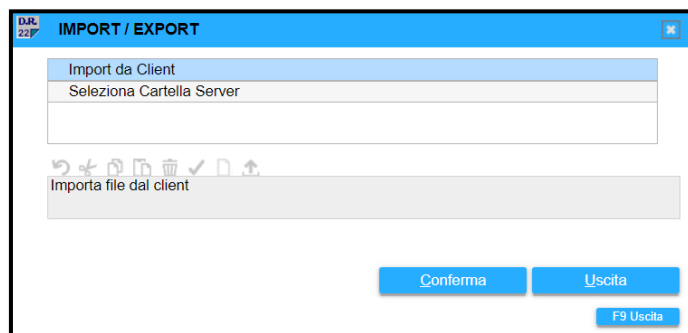 D.R.
22
IMPORT / EXPORT
Import da Client
Seleziona Cartella Server
Importa file dal client
Conferma
Uscita
F9 Uscita